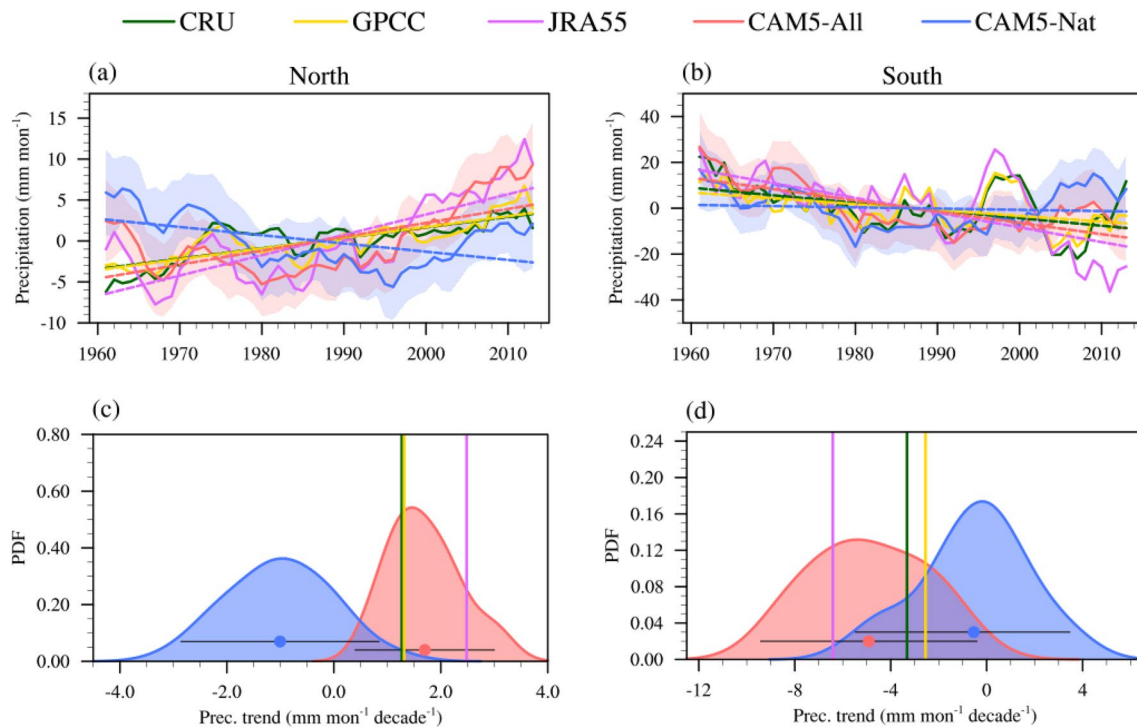 CRU GPCC JRA55 CAM5-All CAM5-Nat
(a) North
Precipitation (mm mon⁻¹)
15
10
5
0
-5
-10
1960 1970 1980 1990 2000 2010
(b) South
Precipitation (mm mon⁻¹)
40
20
0
-20
-40
1960 1970 1980 1990 2000 2010
(c)
PDF
0.80
0.60
0.40
0.20
0.00
-4.0 -2.0 0.0 2.0 4.0
Prec. trend (mm mon⁻¹ decade⁻¹)
(d)
PDF
0.24
0.20
0.16
0.12
0.08
0.04
0.00
-12 -8 -4 0 4
Prec. trend (mm mon⁻¹ decade⁻¹)